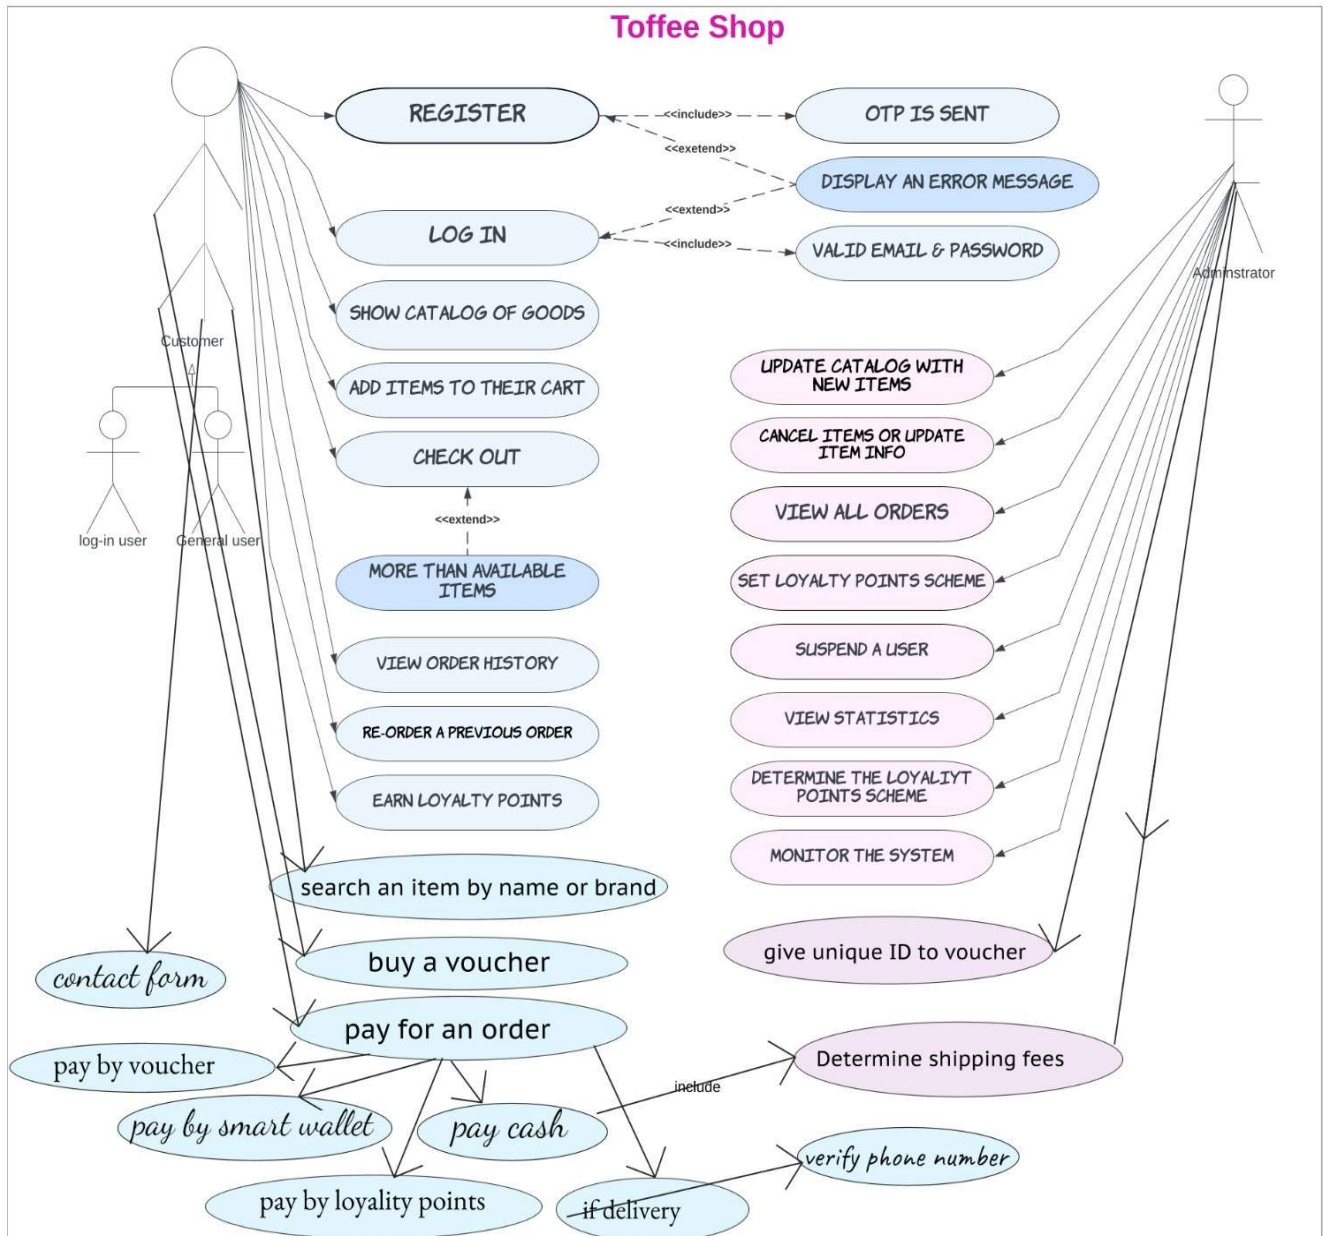 Toffee Shop
REGISTER
<<include>>
OTP IS SENT
<<exetend>>
DISPLAY AN ERROR MESSAGE
<<extend>>
LOG IN
<<include>>
VALID EMAIL & PASSWORD
Adminstrator
SHOW CATALOG OF GOODS
Customer
ADD ITEMS TO THEIR CART
CHECK OUT
<<extend>>
log-in user
General user
MORE THAN AVAILABLE
ITEMS
VIEW ORDER HISTORY
RE-ORDER A PREVIOUS ORDER
EARN LOYALTY POINTS
UPDATE CATALOG WITH
NEW ITEMS
CANCEL ITEMS OR UPDATE
ITEM INFO
VIEW ALL ORDERS
SET LOYALTY POINTS SCHEME
SUSPEND A USER
VIEW STATISTICS
DETERMINE THE LOYALIYT
POINTS SCHEME
MONITOR THE SYSTEM
search an item by name or brand
give unique ID to voucher
buy a voucher
contact form
pay for an order
Determine shipping fees
pay by voucher
include
pay by smart wallet
pay cash
verify phone number
pay by loyality points
if delivery